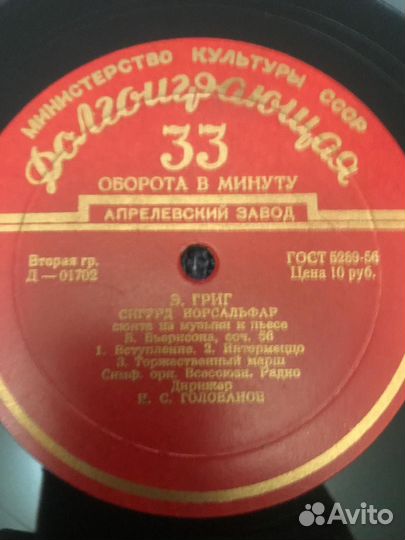 МИНИСТЕРСТВО КУЛЬТУРЫ СССР
Долгоиграющая
33
ОБОРОТА В МИНУТУ
АПРЕЛЕВСКИЙ ЗАВОД
Вторая гр.
Д—01702
ГОСТ 5289-56
Цена 10 руб.
Э. ГРИГ
СИГУРД ИОРСАЛЬФАР
сюита из музыки к пьесе
Б. Бьернсона, соч. 56
1. Вступление, 2. Интермеццо
3. Торжественный марш
Симф. орк. Всесоюзн. Радио
Дирижер
Н. С. ГОЛОВАНОВ
Avito